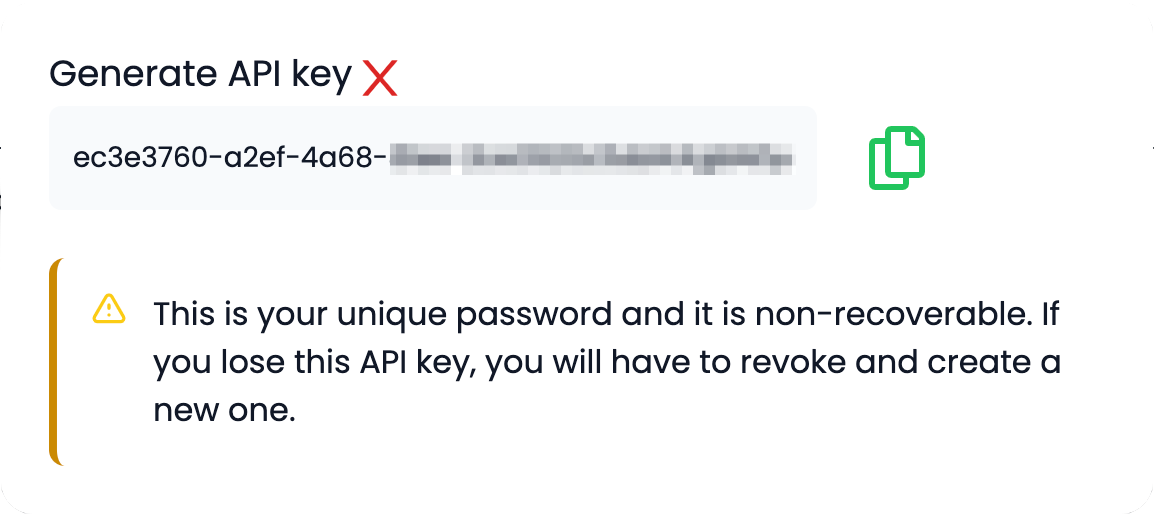 Generate API key
ec3e3760-a2ef-4a68-
This is your unique password and it is non-recoverable. If
you lose this API key, you will have to revoke and create a
new one.